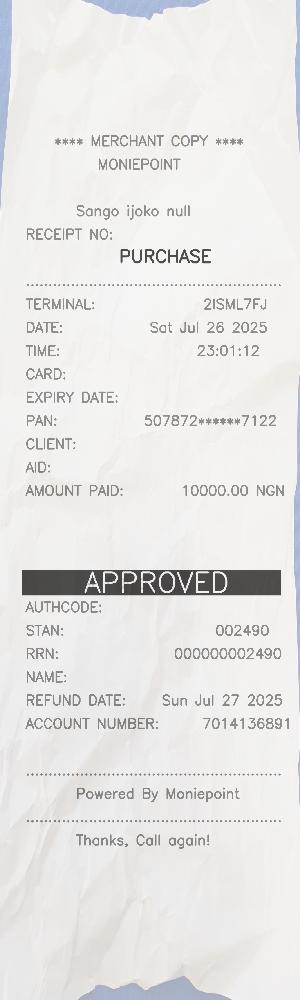 **** MERCHANT COPY ****
MONIEPOINT
Sango ijoko null
RECEIPT NO:
PURCHASE
TERMINAL: 2ISML7FJ
DATE: Sat Jul 26 2025
TIME: 23:01:12
CARD:
EXPIRY DATE:
PAN: 507872******7122
CLIENT:
AID:
AMOUNT PAID: 10000.00 NGN
APPROVED
AUTHCODE:
STAN: 002490
RRN: 000000002490
NAME:
REFUND DATE: Sun Jul 27 2025
ACCOUNT NUMBER: 7014136891
Powered By Moniepoint
Thanks, Call again!